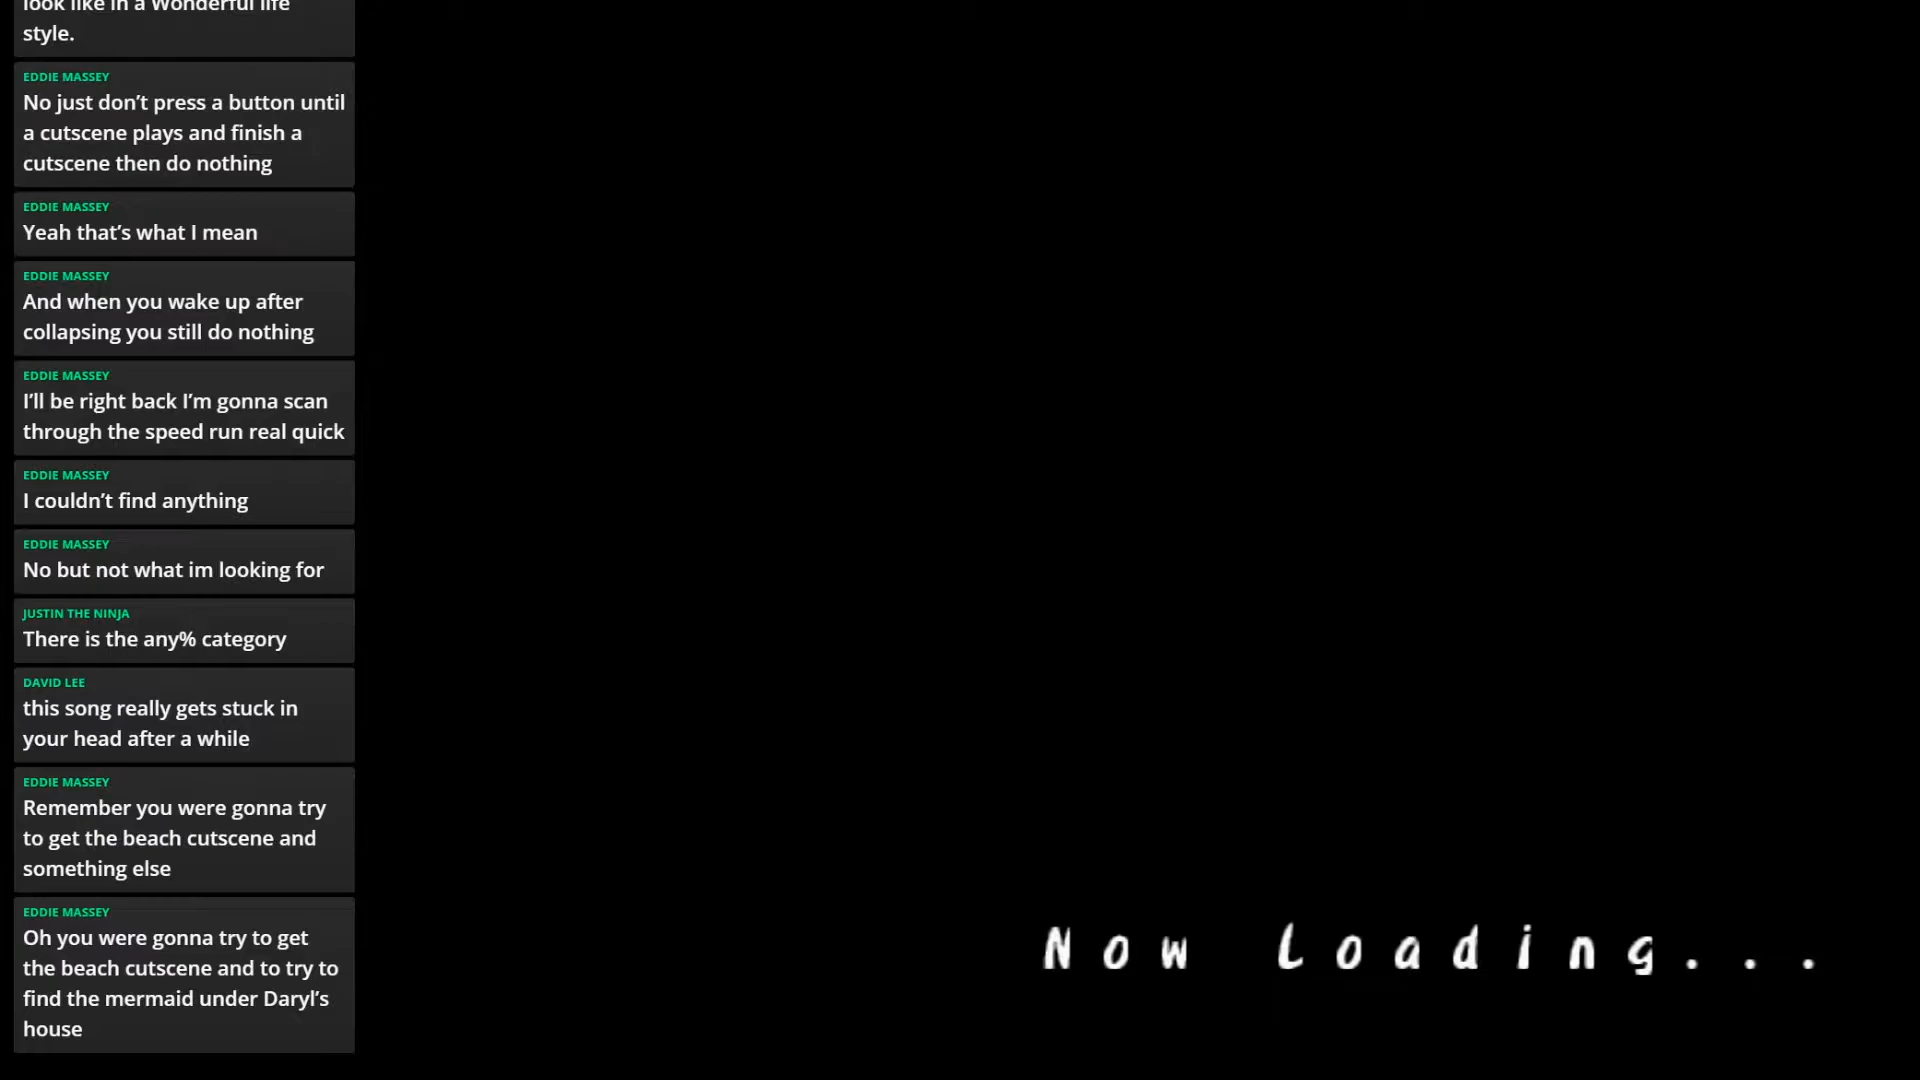 look like in a Wonderful life
style.
EDDIE MASSEY
No just don’t press a button until
a cutscene plays and finish a
cutscene then do nothing
EDDIE MASSEY
Yeah that’s what I mean
EDDIE MASSEY
And when you wake up after
collapsing you still do nothing
EDDIE MASSEY
I’ll be right back I’m gonna scan
through the speed run real quick
EDDIE MASSEY
I couldn’t find anything
EDDIE MASSEY
No but not what im looking for
JUSTIN THE NINJA
There is the any% category
DAVID LEE
this song really gets stuck in
your head after a while
EDDIE MASSEY
Remember you were gonna try
to get the beach cutscene and
something else
EDDIE MASSEY
Oh you were gonna try to get
the beach cutscene and to try to
find the mermaid under Daryl’s
house
Now Loading...